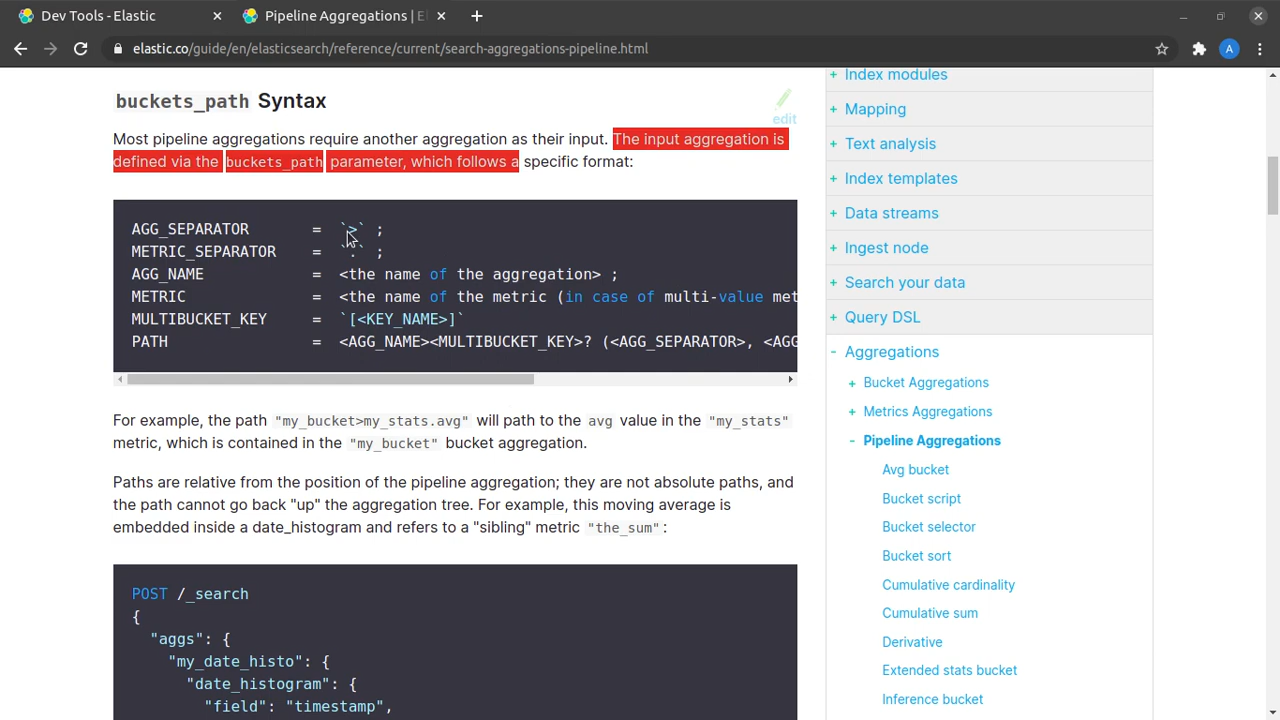 Dev Tools - Elastic
Pipeline Aggregations | E
elastic.co/guide/en/elasticsearch/reference/current/search-aggregations-pipeline.html
A
buckets_path Syntax
edit
Most pipeline aggregations require another aggregation as their input. The input aggregation is
defined via the buckets_path parameter, which follows a specific format:
AGG_SEPARATOR = `>` ;
METRIC_SEPARATOR = `.` ;
AGG_NAME = <the name of the aggregation> ;
METRIC = <the name of the metric (in case of multi-value met
MULTIBUCKET_KEY = `[<KEY_NAME>]`
PATH = <AGG_NAME><MULTIBUCKET_KEY>? (<AGG_SEPARATOR>, <AGG
For example, the path "my_bucket>my_stats.avg" will path to the avg value in the "my_stats"
metric, which is contained in the "my_bucket" bucket aggregation.
Paths are relative from the position of the pipeline aggregation; they are not absolute paths, and
the path cannot go back "up" the aggregation tree. For example, this moving average is
embedded inside a date_histogram and refers to a "sibling" metric "the_sum":
POST /_search
{
"aggs": {
"my_date_histo": {
"date_histogram": {
"field": "timestamp",
+ Index modules
+ Mapping
+ Text analysis
+ Index templates
+ Data streams
+ Ingest node
+ Search your data
+ Query DSL
- Aggregations
+ Bucket Aggregations
+ Metrics Aggregations
- Pipeline Aggregations
Avg bucket
Bucket script
Bucket selector
Bucket sort
Cumulative cardinality
Cumulative sum
Derivative
Extended stats bucket
Inference bucket